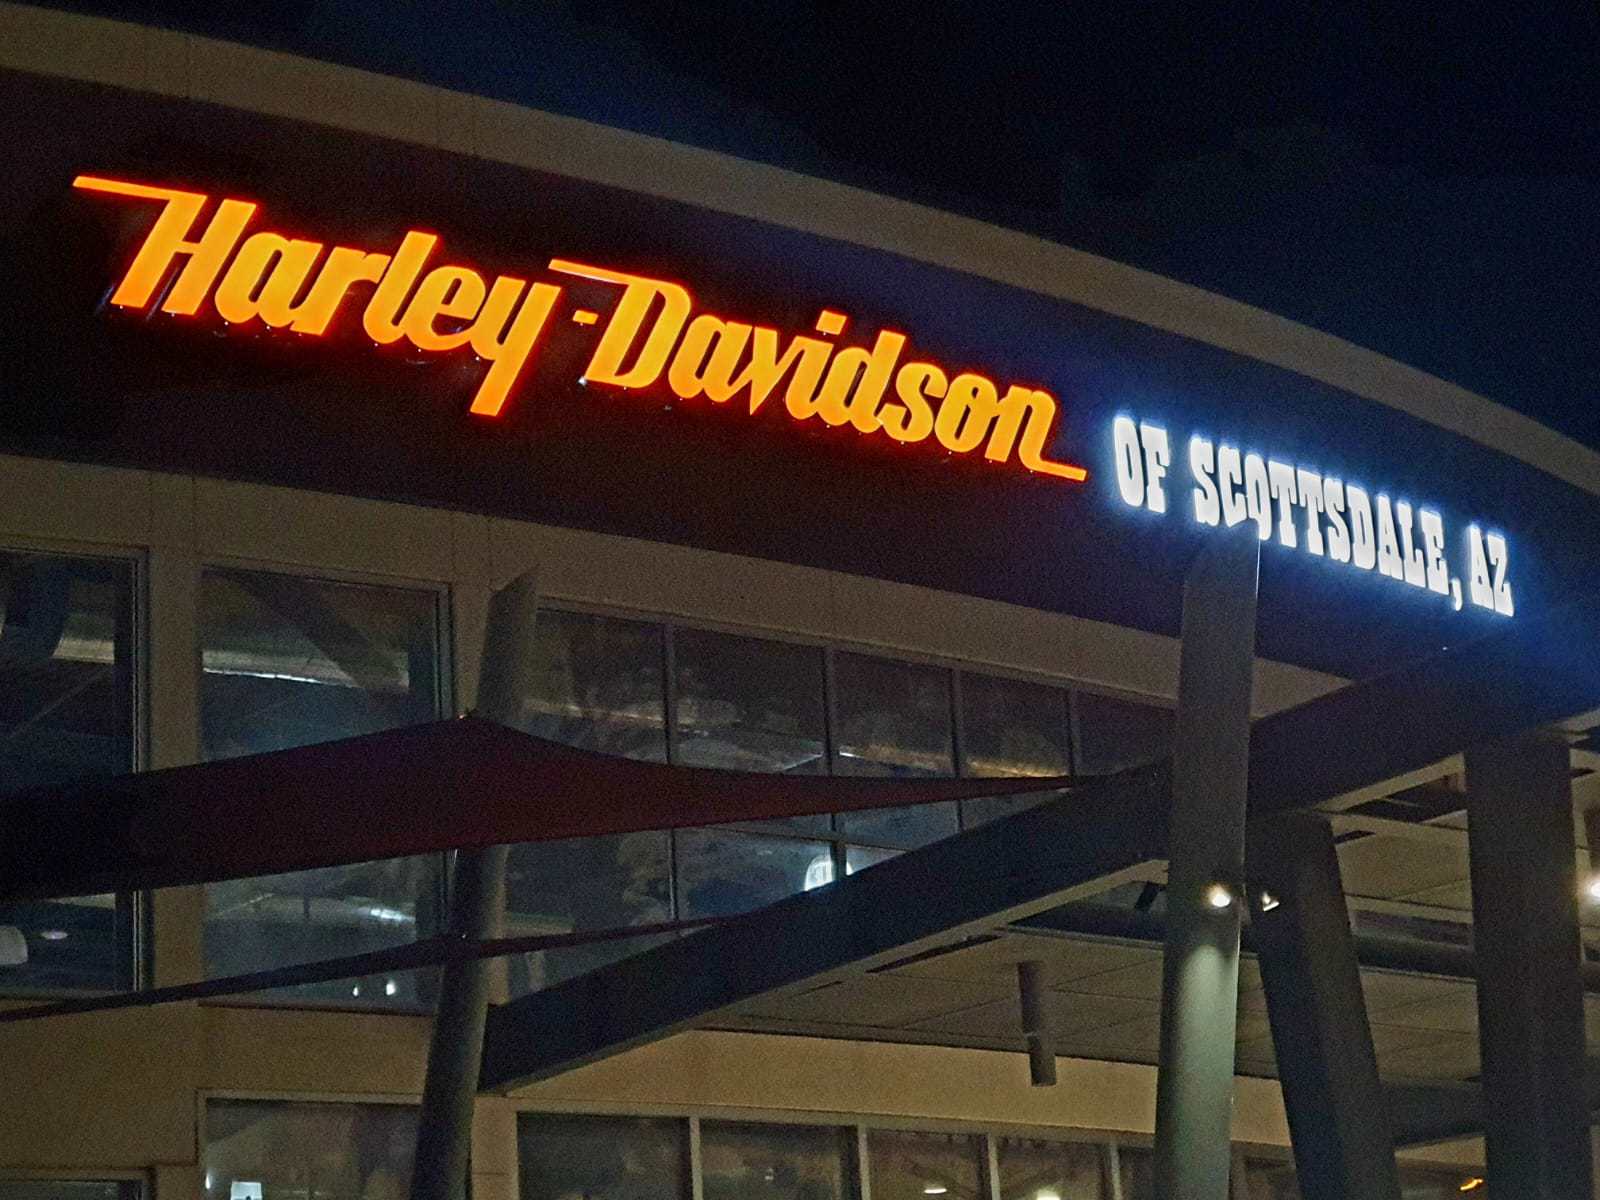 Harley-Davidson
OF SCOTTSDALE, AZ